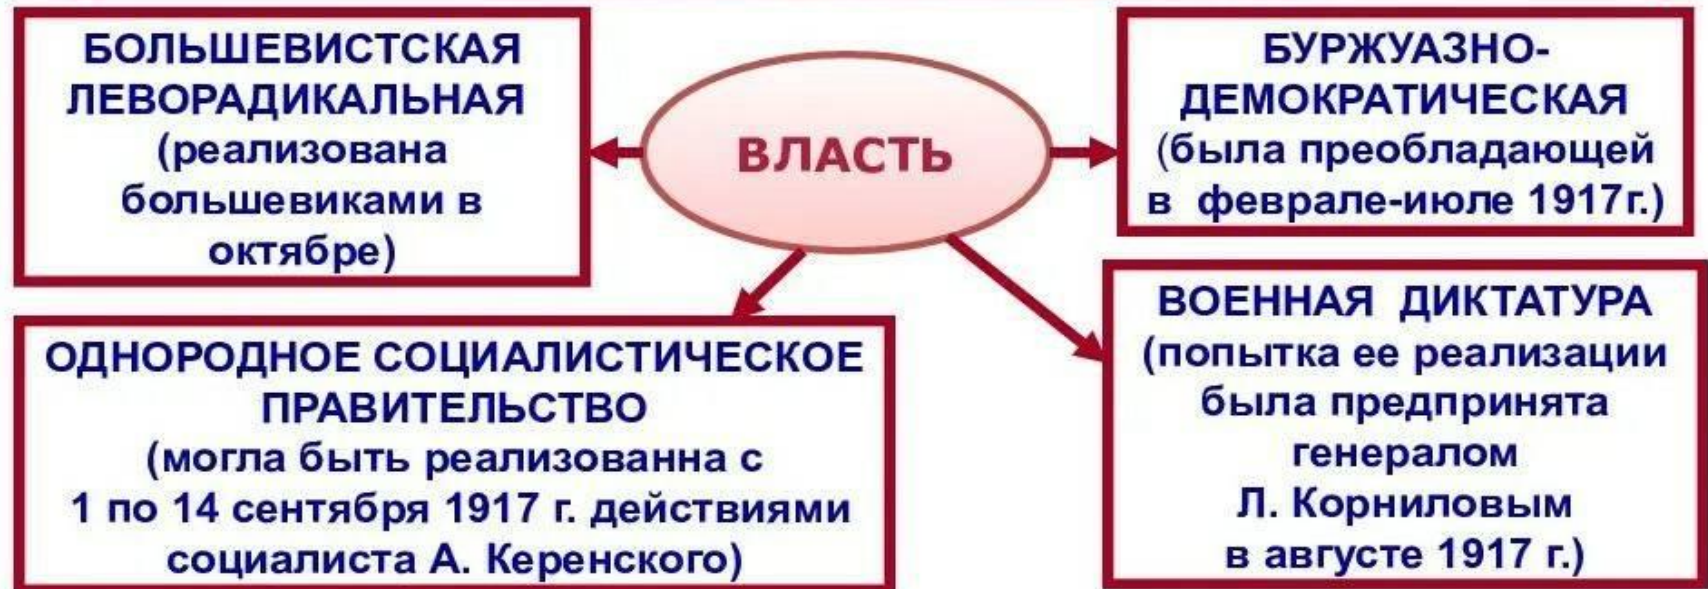 БОЛЬШЕВИСТСКАЯ
ЛЕВОРАДИКАЛЬНАЯ
(реализована
большевиками в
октябре)
ВЛАСТЬ
БУРЖУАЗНО-
ДЕМОКРАТИЧЕСКАЯ
(была преобладающей
в феврале-июле 1917г.)
ОДНОРОДНОЕ СОЦИАЛИСТИЧЕСКОЕ
ПРАВИТЕЛЬСТВО
(могла быть реализованна с
1 по 14 сентября 1917 г. действиями
социалиста А. Керенского)
ВОЕННАЯ ДИКТАТУРА
(попытка ее реализации
была предпринята
генералом
Л. Корниловым
в августе 1917 г.)